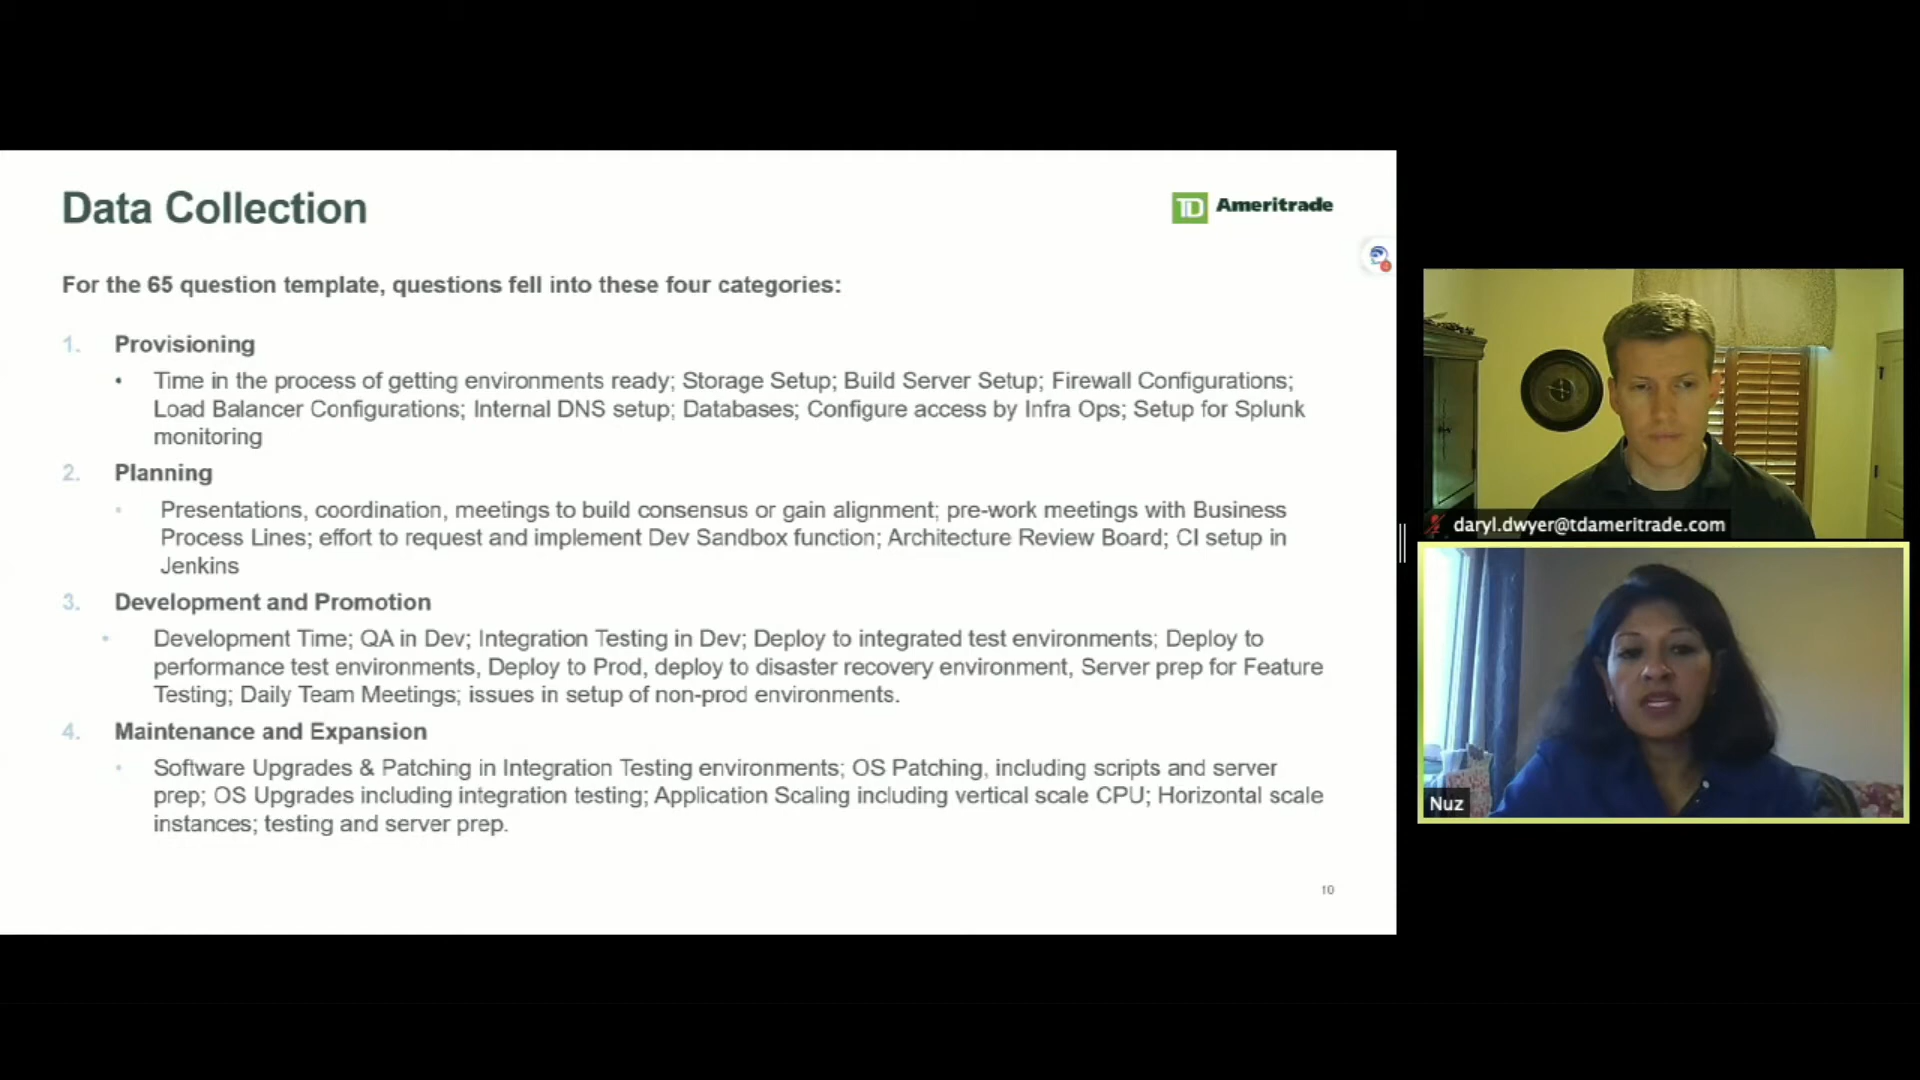 Data Collection
TD Ameritrade
For the 65 question template, questions fell into these four categories:
1. Provisioning
• Time in the process of getting environments ready; Storage Setup; Build Server Setup; Firewall Configurations;
Load Balancer Configurations; Internal DNS setup; Databases; Configure access by Infra Ops; Setup for Splunk
monitoring
2. Planning
• Presentations, coordination, meetings to build consensus or gain alignment; pre-work meetings with Business
Process Lines; effort to request and implement Dev Sandbox function; Architecture Review Board; CI setup in
Jenkins
3. Development and Promotion
• Development Time; QA in Dev; Integration Testing in Dev; Deploy to integrated test environments; Deploy to
performance test environments, Deploy to Prod, deploy to disaster recovery environment, Server prep for Feature
Testing; Daily Team Meetings; issues in setup of non-prod environments.
4. Maintenance and Expansion
• Software Upgrades & Patching in Integration Testing environments; OS Patching, including scripts and server
prep; OS Upgrades including integration testing; Application Scaling including vertical scale CPU; Horizontal scale
instances; testing and server prep.
10
daryl.dwyer@tdameritrade.com
Nuz